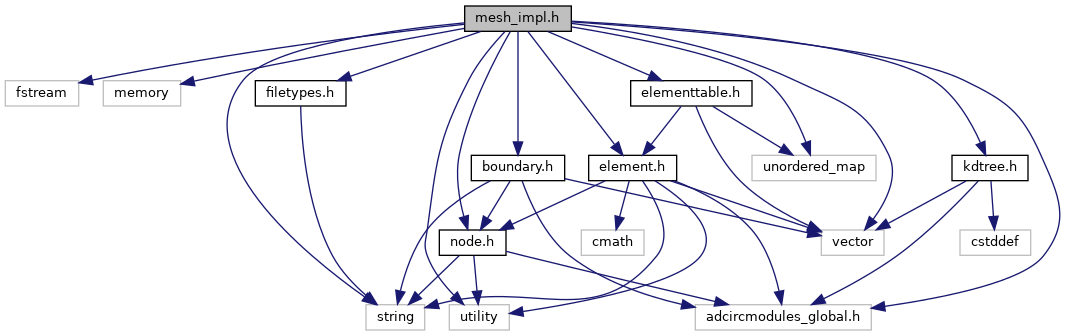 mesh_impl.h
fstream
memory
filetypes.h
elementtable.h
boundary.h
element.h
unordered_map
kdtree.h
node.h
cmath
vector
cstddef
string
utility
adcircmodules_global.h